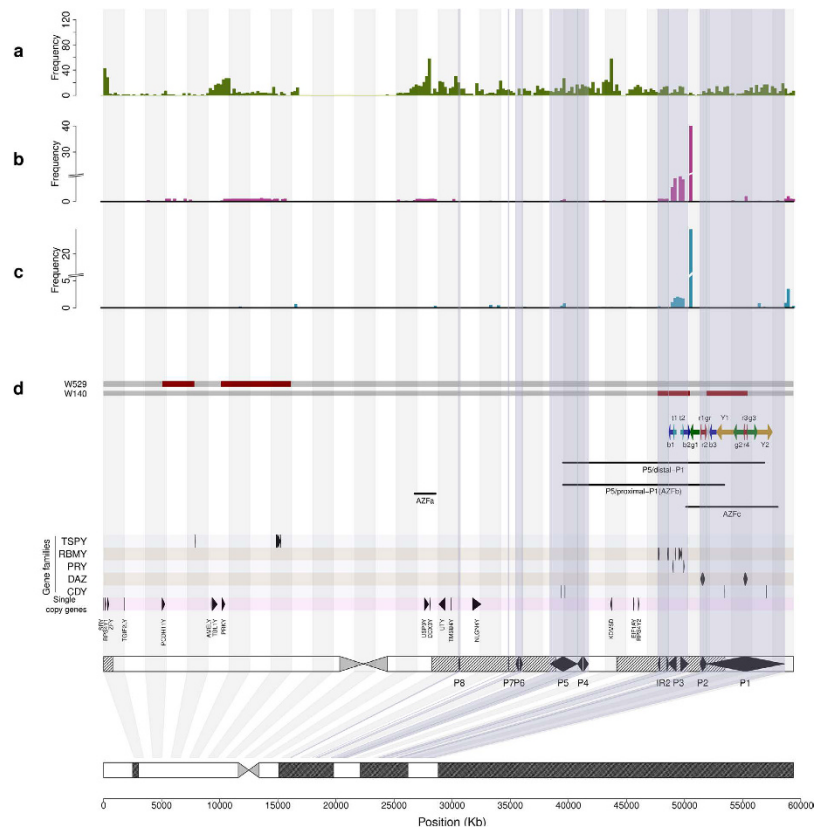 a
Frequency
0 40 80 120
b
Frequency
0 30 40
c
Frequency
0 5 20
d
W529
W140
t1 t2 r1 gr Y1 r3 g3
b1 b2 g1 r2 b3 g2 r4 Y2
P5/distal-P1
P5/proximal-P1(AZFb)
AZFa
AZFc
Gene families
TSPY
RBMY
PRY
DAZ
CDY
Single
copy genes
SRY
ZFY
TGIF2LY
PCDH11Y
AMELY
TBL1Y
PRKY
USP9Y
DDX3Y
UTY
TMSB4Y
NLGN4Y
KDM5D
EIF1AY
RPS4Y2
P8 P7 P6 P5 P4 IR2 P3 P2 P1
0 5000 10000 15000 20000 25000 30000 35000 40000 45000 50000 55000 60000
Position (Kb)